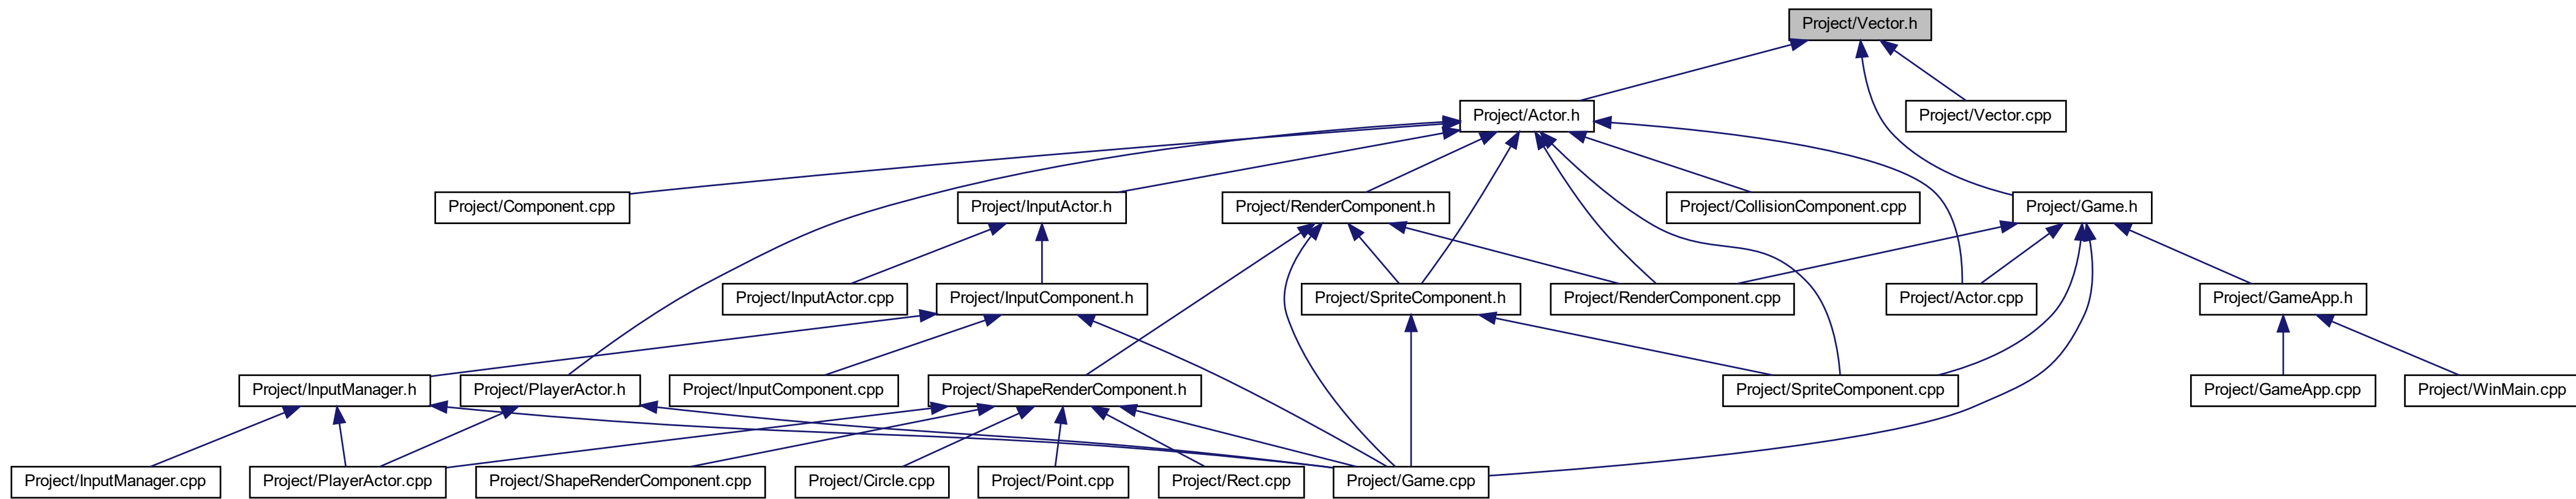 Project/Vector.h
Project/Actor.h
Project/Vector.cpp
Project/Component.cpp
Project/InputActor.h
Project/RenderComponent.h
Project/CollisionComponent.cpp
Project/Game.h
Project/InputActor.cpp
Project/InputComponent.h
Project/SpriteComponent.h
Project/RenderComponent.cpp
Project/Actor.cpp
Project/GameApp.h
Project/InputManager.h
Project/PlayerActor.h
Project/InputComponent.cpp
Project/ShapeRenderComponent.h
Project/SpriteComponent.cpp
Project/GameApp.cpp
Project/WinMain.cpp
Project/InputManager.cpp
Project/PlayerActor.cpp
Project/ShapeRenderComponent.cpp
Project/Circle.cpp
Project/Point.cpp
Project/Rect.cpp
Project/Game.cpp